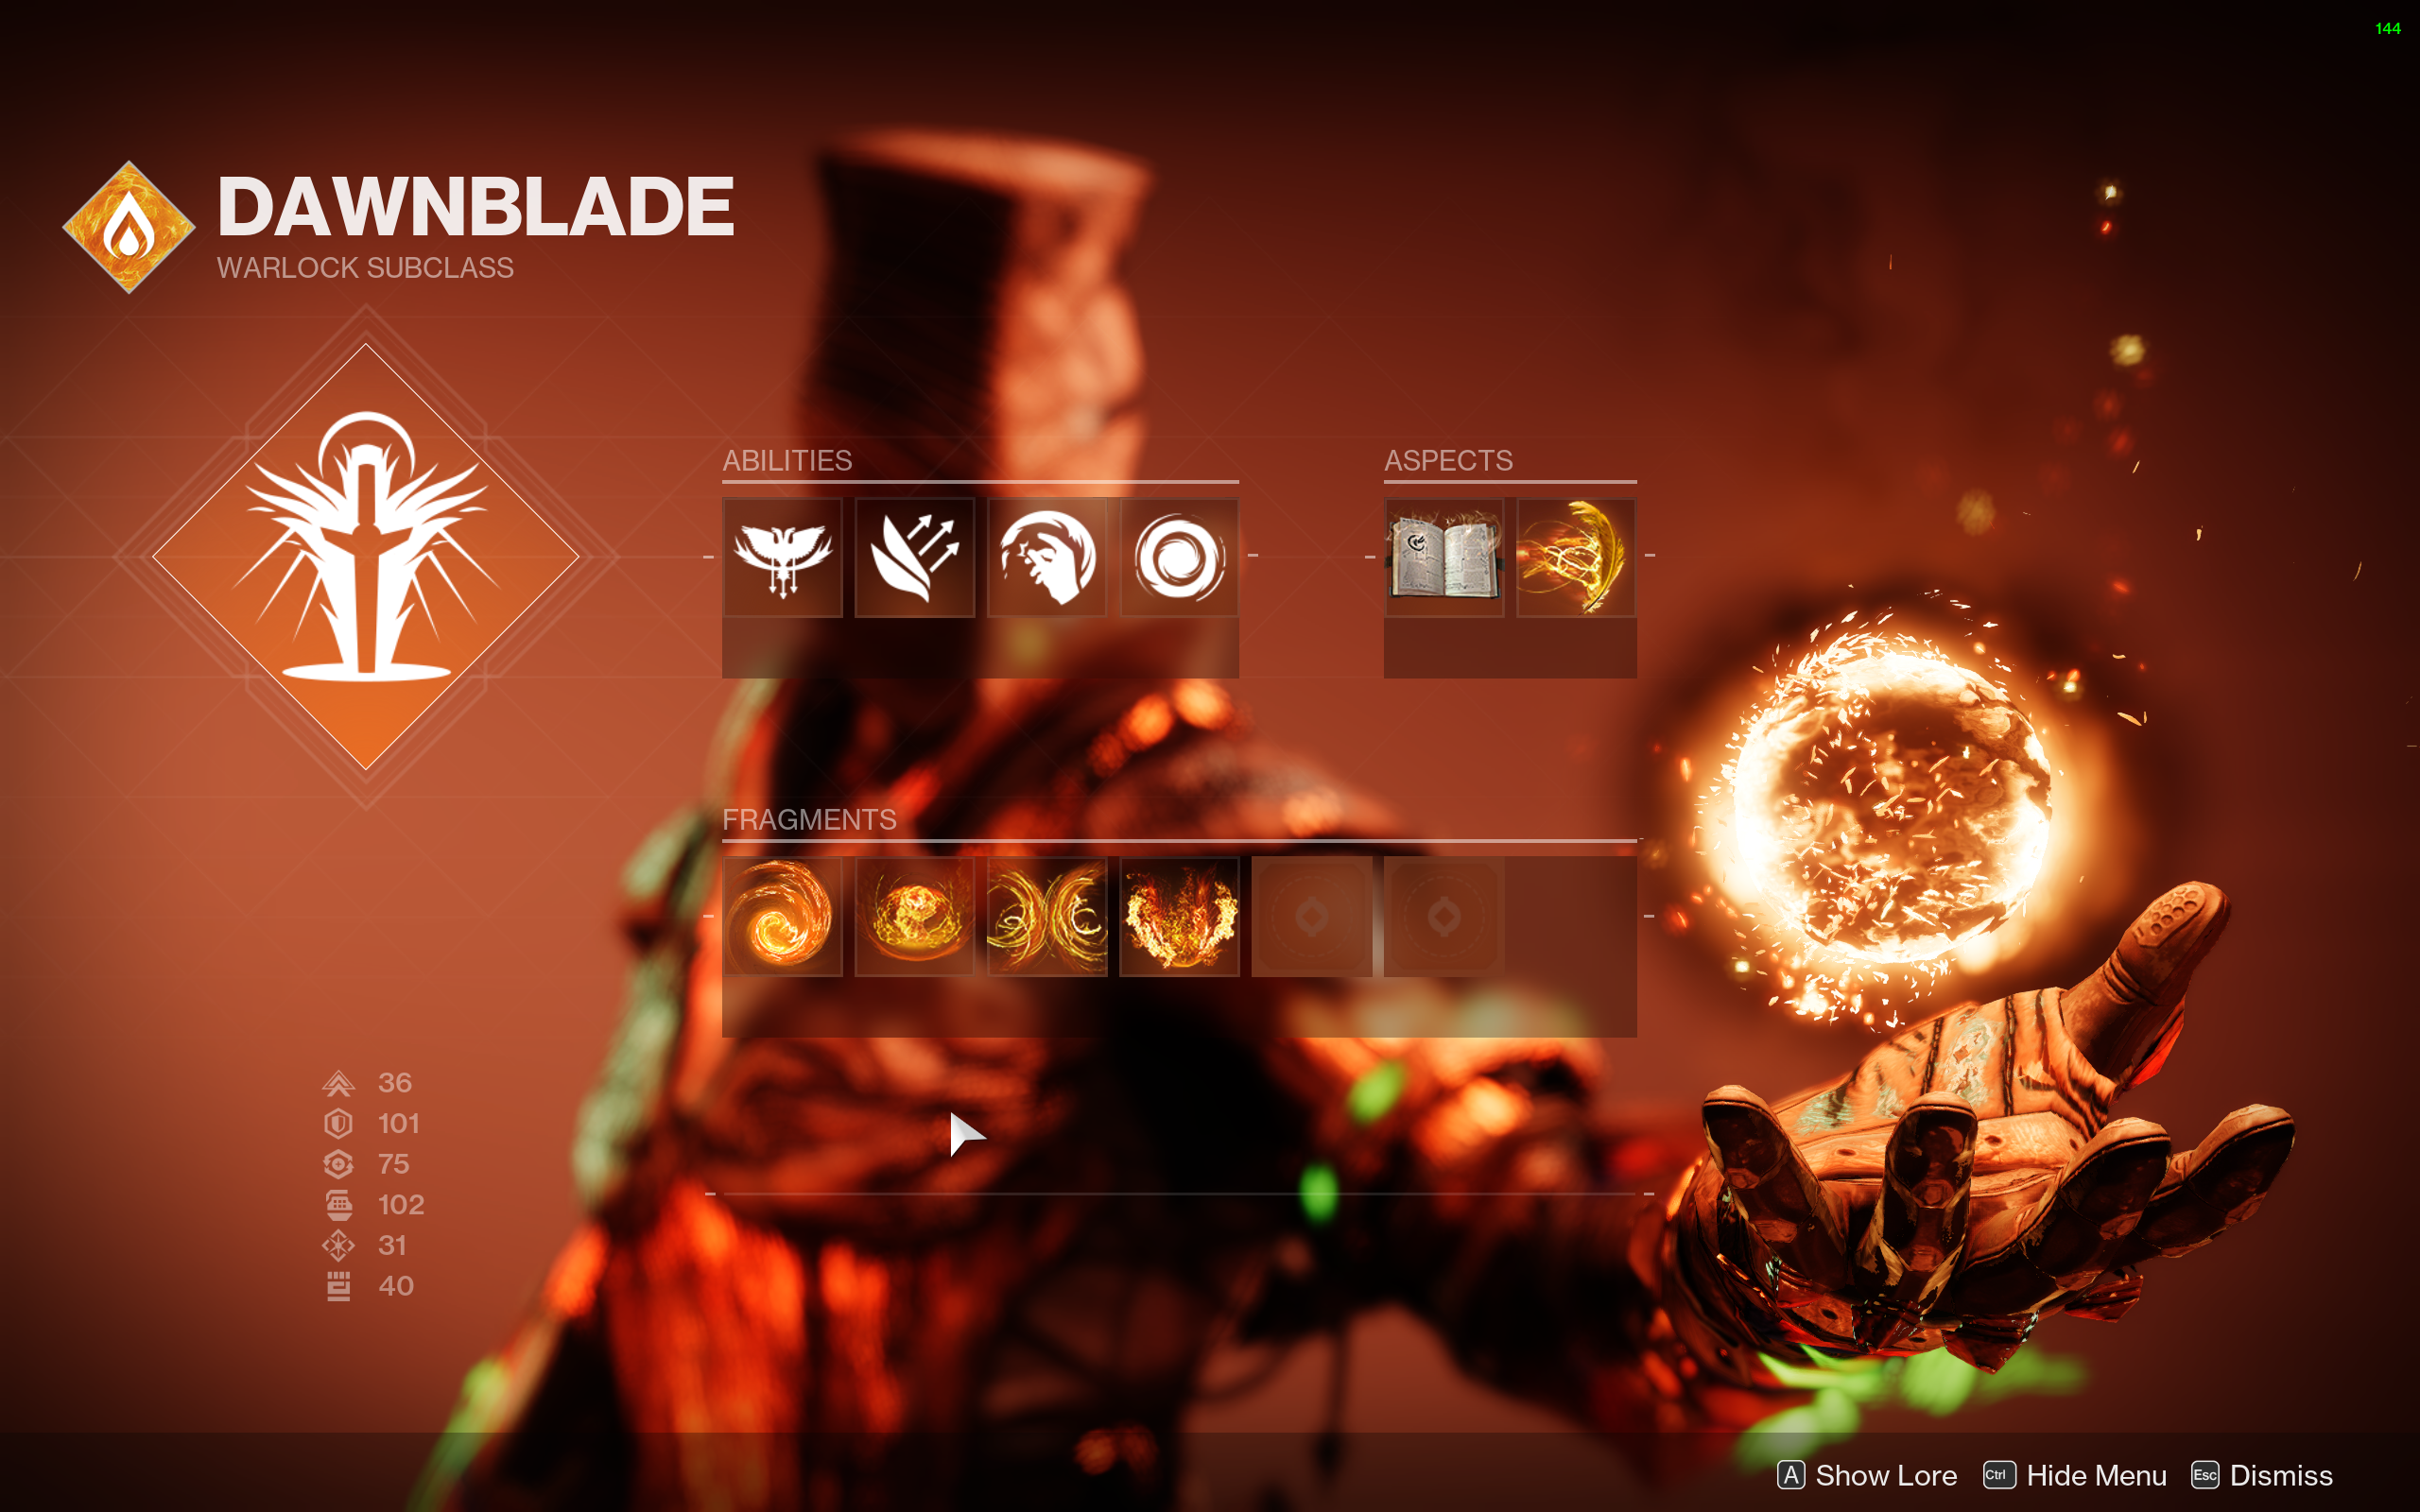 144
DAWNBLADE
WARLOCK SUBCLASS
ABILITIES
ASPECTS
FRAGMENTS
36
101
75
102
31
40
A Show Lore Ctrl Hide Menu Esc Dismiss